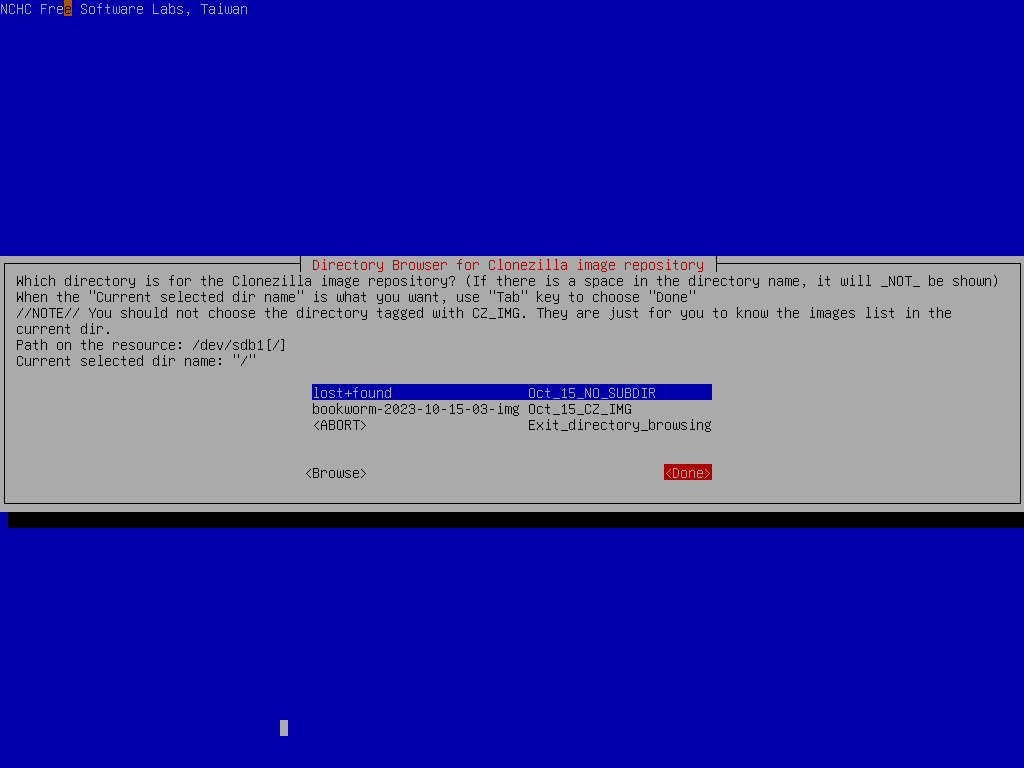 NCHC Free Software Labs, Taiwan
Directory Browser for Clonezilla image repository
Which directory is for the Clonezilla image repository? (If there is a space in the directory name, it will _NOT_ be shown)
When the "Current selected dir name" is what you want, use "Tab" key to choose "Done"
//NOTE// You should not choose the directory tagged with CZ_IMG. They are just for you to know the images list in the
current dir.
Path on the resource: /dev/sdb1[/]
Current selected dir name: "/"
lost+found Oct_15_NO_SUBDIR
bookworm-2023-10-15-03-img Oct_15_CZ_IMG
<ABORT> Exit_directory_browsing
<Browse> <Done>